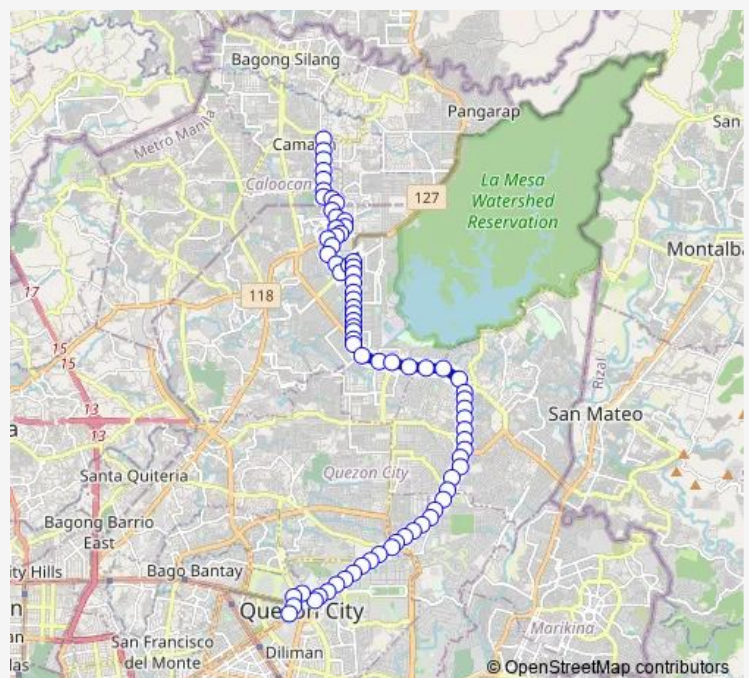 Bagong Silang
Pangarap
San
Metro Manila
Cama
Caloocan
127
La Mesa
Watershed
Reservation
Montalba
17
118
15
15
13
13
a
Rizal
San Mateo
Santa Quiteria
Quezon City
Bagong Barrio
East
ity Hills
Bago Bantay
n
Quezon City
Marikina
an
San Francisco
del Monte
las
Diliman
© OpenStreetMap contributors